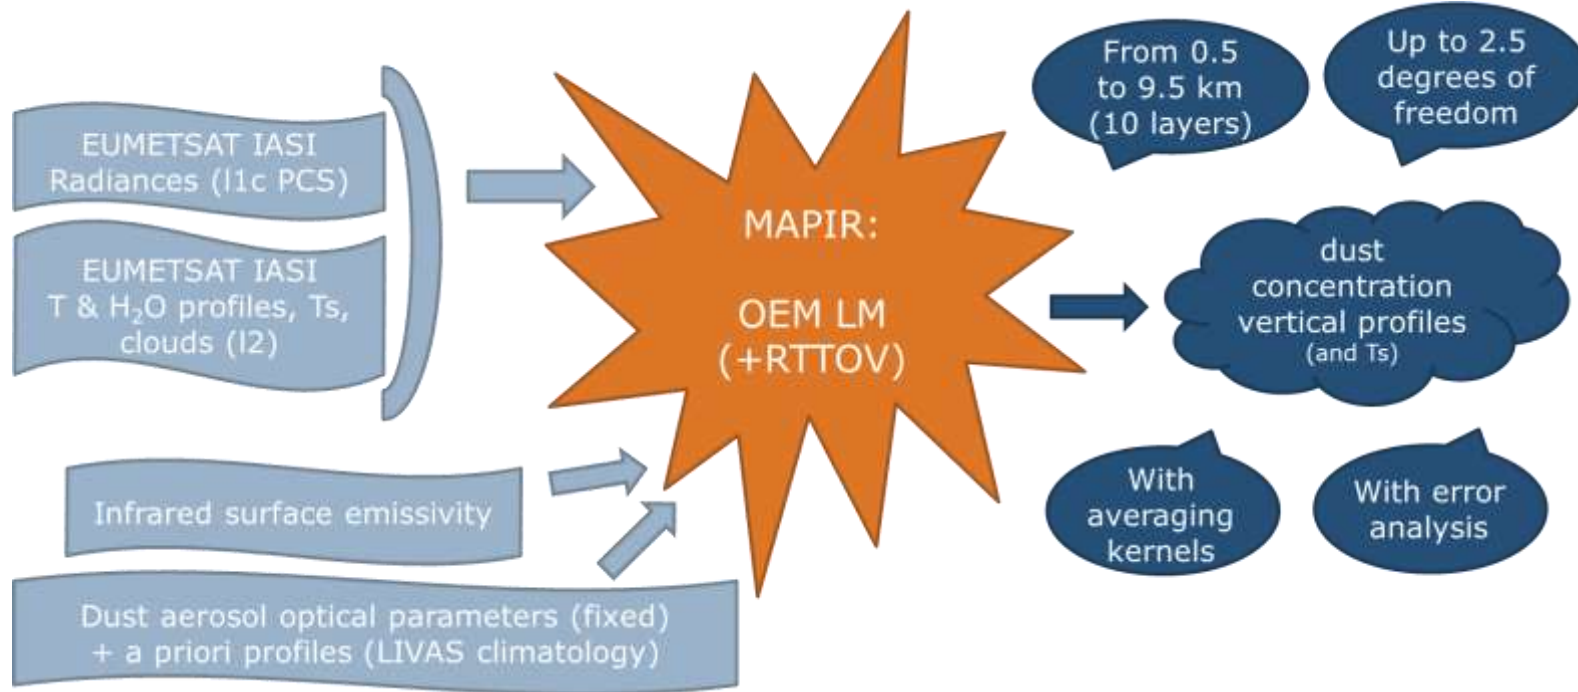 EUMETSAT IASI
Radiances (l1c PCS)
EUMETSAT IASI
T & H₂O profiles, Ts,
clouds (l2)
Infrared surface emissivity
Dust aerosol optical parameters (fixed)
+ a priori profiles (LIVAS climatology)
MAPIR:
OEM LM
(+RTTOV)
From 0.5
to 9.5 km
(10 layers)
Up to 2.5
degrees of
freedom
dust
concentration
vertical profiles
(and Ts)
With
averaging
kernels
With error
analysis